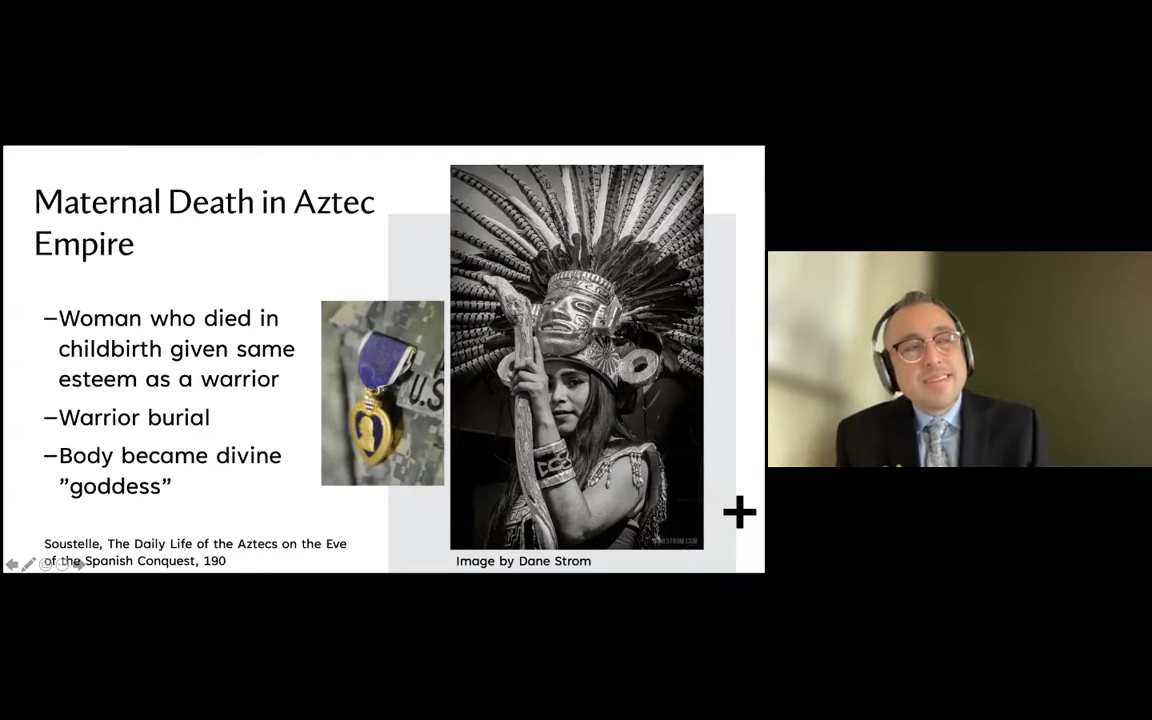 Maternal Death in Aztec
Empire
–Woman who died in
childbirth given same
esteem as a warrior
–Warrior burial
–Body became divine
”goddess”
U.S
Soustelle, The Daily Life of the Aztecs on the Eve
of the Spanish Conquest, 190
Image by Dane Strom